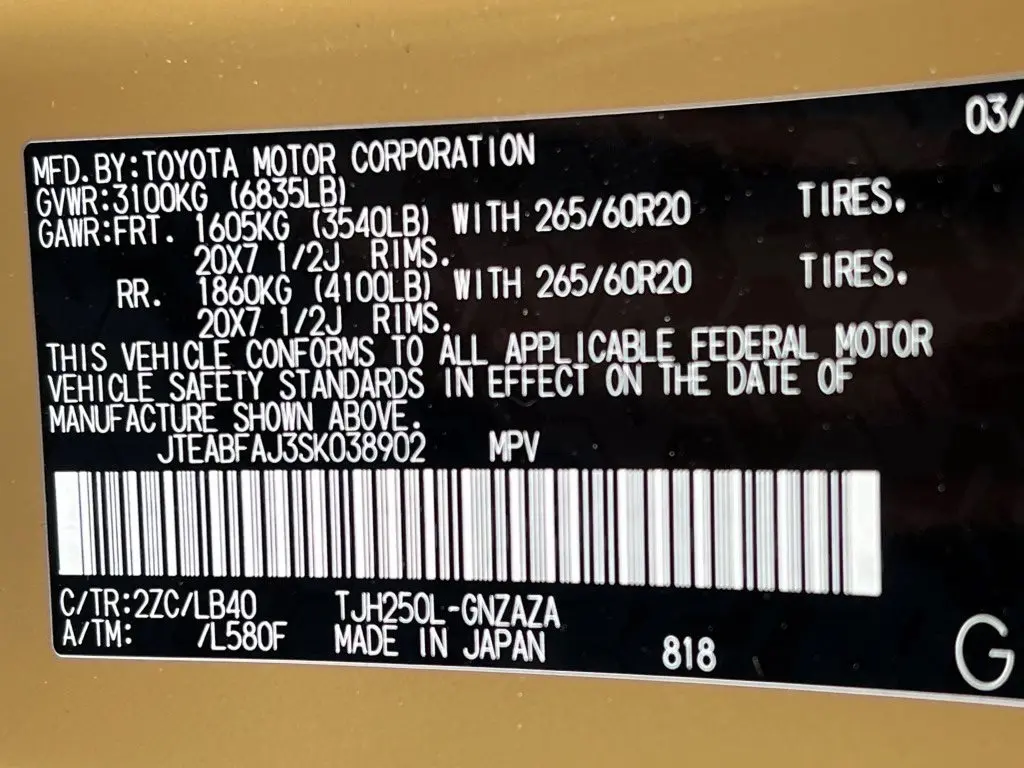 03/
MFD. BY: TOYOTA MOTOR CORPORATION
GVWR: 3100KG (6835LB)
GAWR: FRT. 1605KG (3540LB) WITH 265/60R20 TIRES.
20X7 1/2J RIMS.
RR. 1860KG (4100LB) WITH 265/60R20 TIRES.
20X7 1/2J RIMS.
THIS VEHICLE CONFORMS TO ALL APPLICABLE FEDERAL MOTOR
VEHICLE SAFETY STANDARDS IN EFFECT ON THE DATE OF
MANUFACTURE SHOWN ABOVE.
JTEABFAJ3SK038902 MPV
C/TR: 2ZC/LB40 TJH250L-GNZAZA
A/TM: /L580F MADE IN JAPAN 818
G